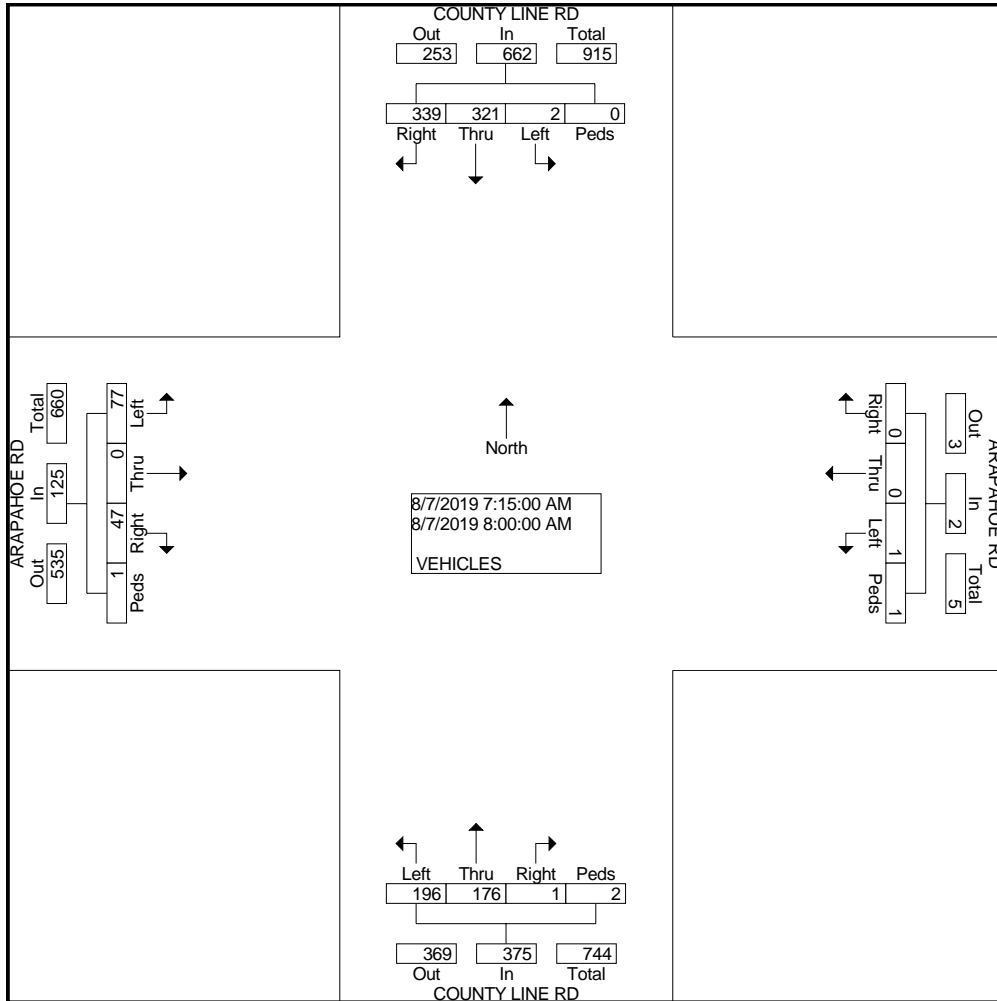 COUNTY LINE RD
Out In Total
253 662 915
339 321 2 0
Right Thru Left Peds
ARAPAHOE RD
Total In Out
660 125 535
77 0 47 1
Left Thru Right Peds
North
8/7/2019 7:15:00 AM
8/7/2019 8:00:00 AM
VEHICLES
ARAPAHOE RD
Out In Total
3 2 5
0 0 1 1
Right Thru Left Peds
Left Thru Right Peds
196 176 1 2
369 375 744
Out In Total
COUNTY LINE RD